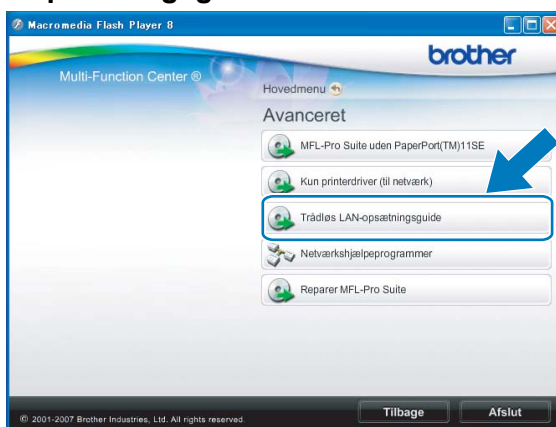 Macromedia Flash Player 8
brother
Multi-Function Center ®
Hovedmenu
Avanceret
MFL-Pro Suite uden PaperPort(TM)11SE
Kun printerdriver (til netværk)
Trådløs LAN-opsætningsguide
Netværkshjælpeprogrammer
Reparer MFL-Pro Suite
© 2001-2007 Brother Industries, Ltd. All rights reserved.
Tilbage
Afslut